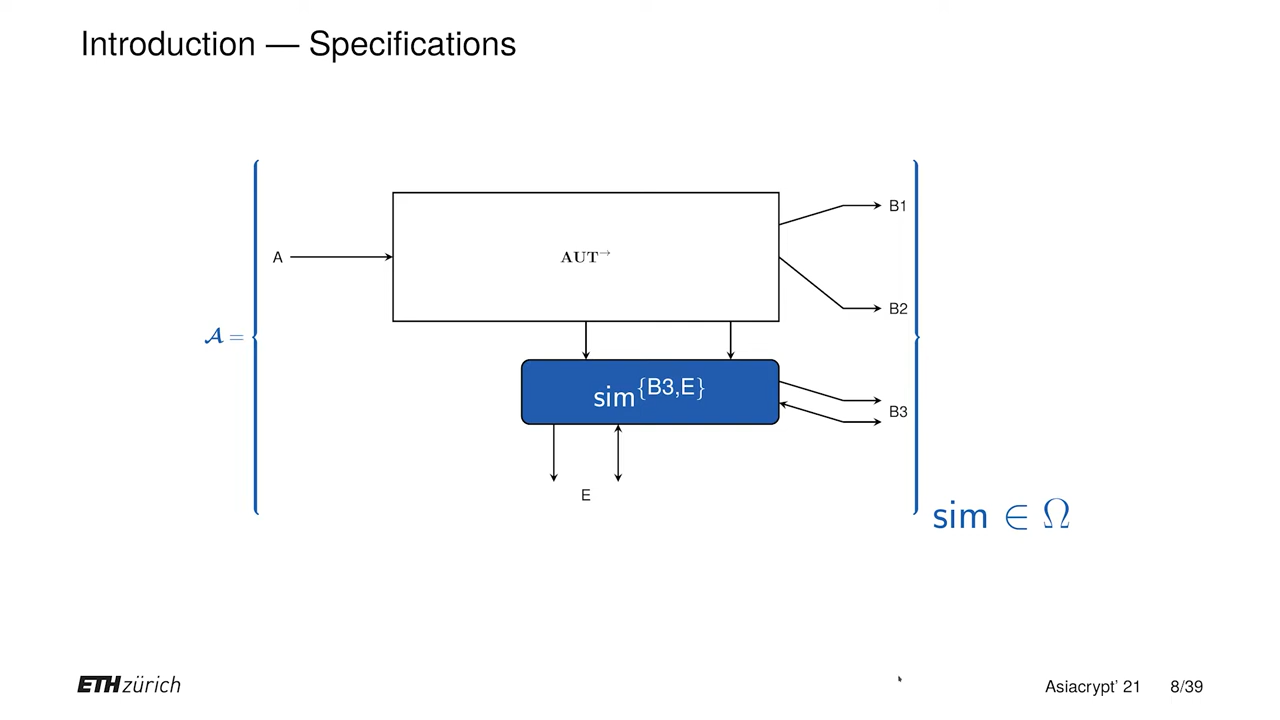 Introduction — Specifications
B1
A
AUT→
B2
𝒜 =
sim{B3,E}
B3
E
sim ∈ Ω
ETH zürich
Asiacrypt' 21 8/39